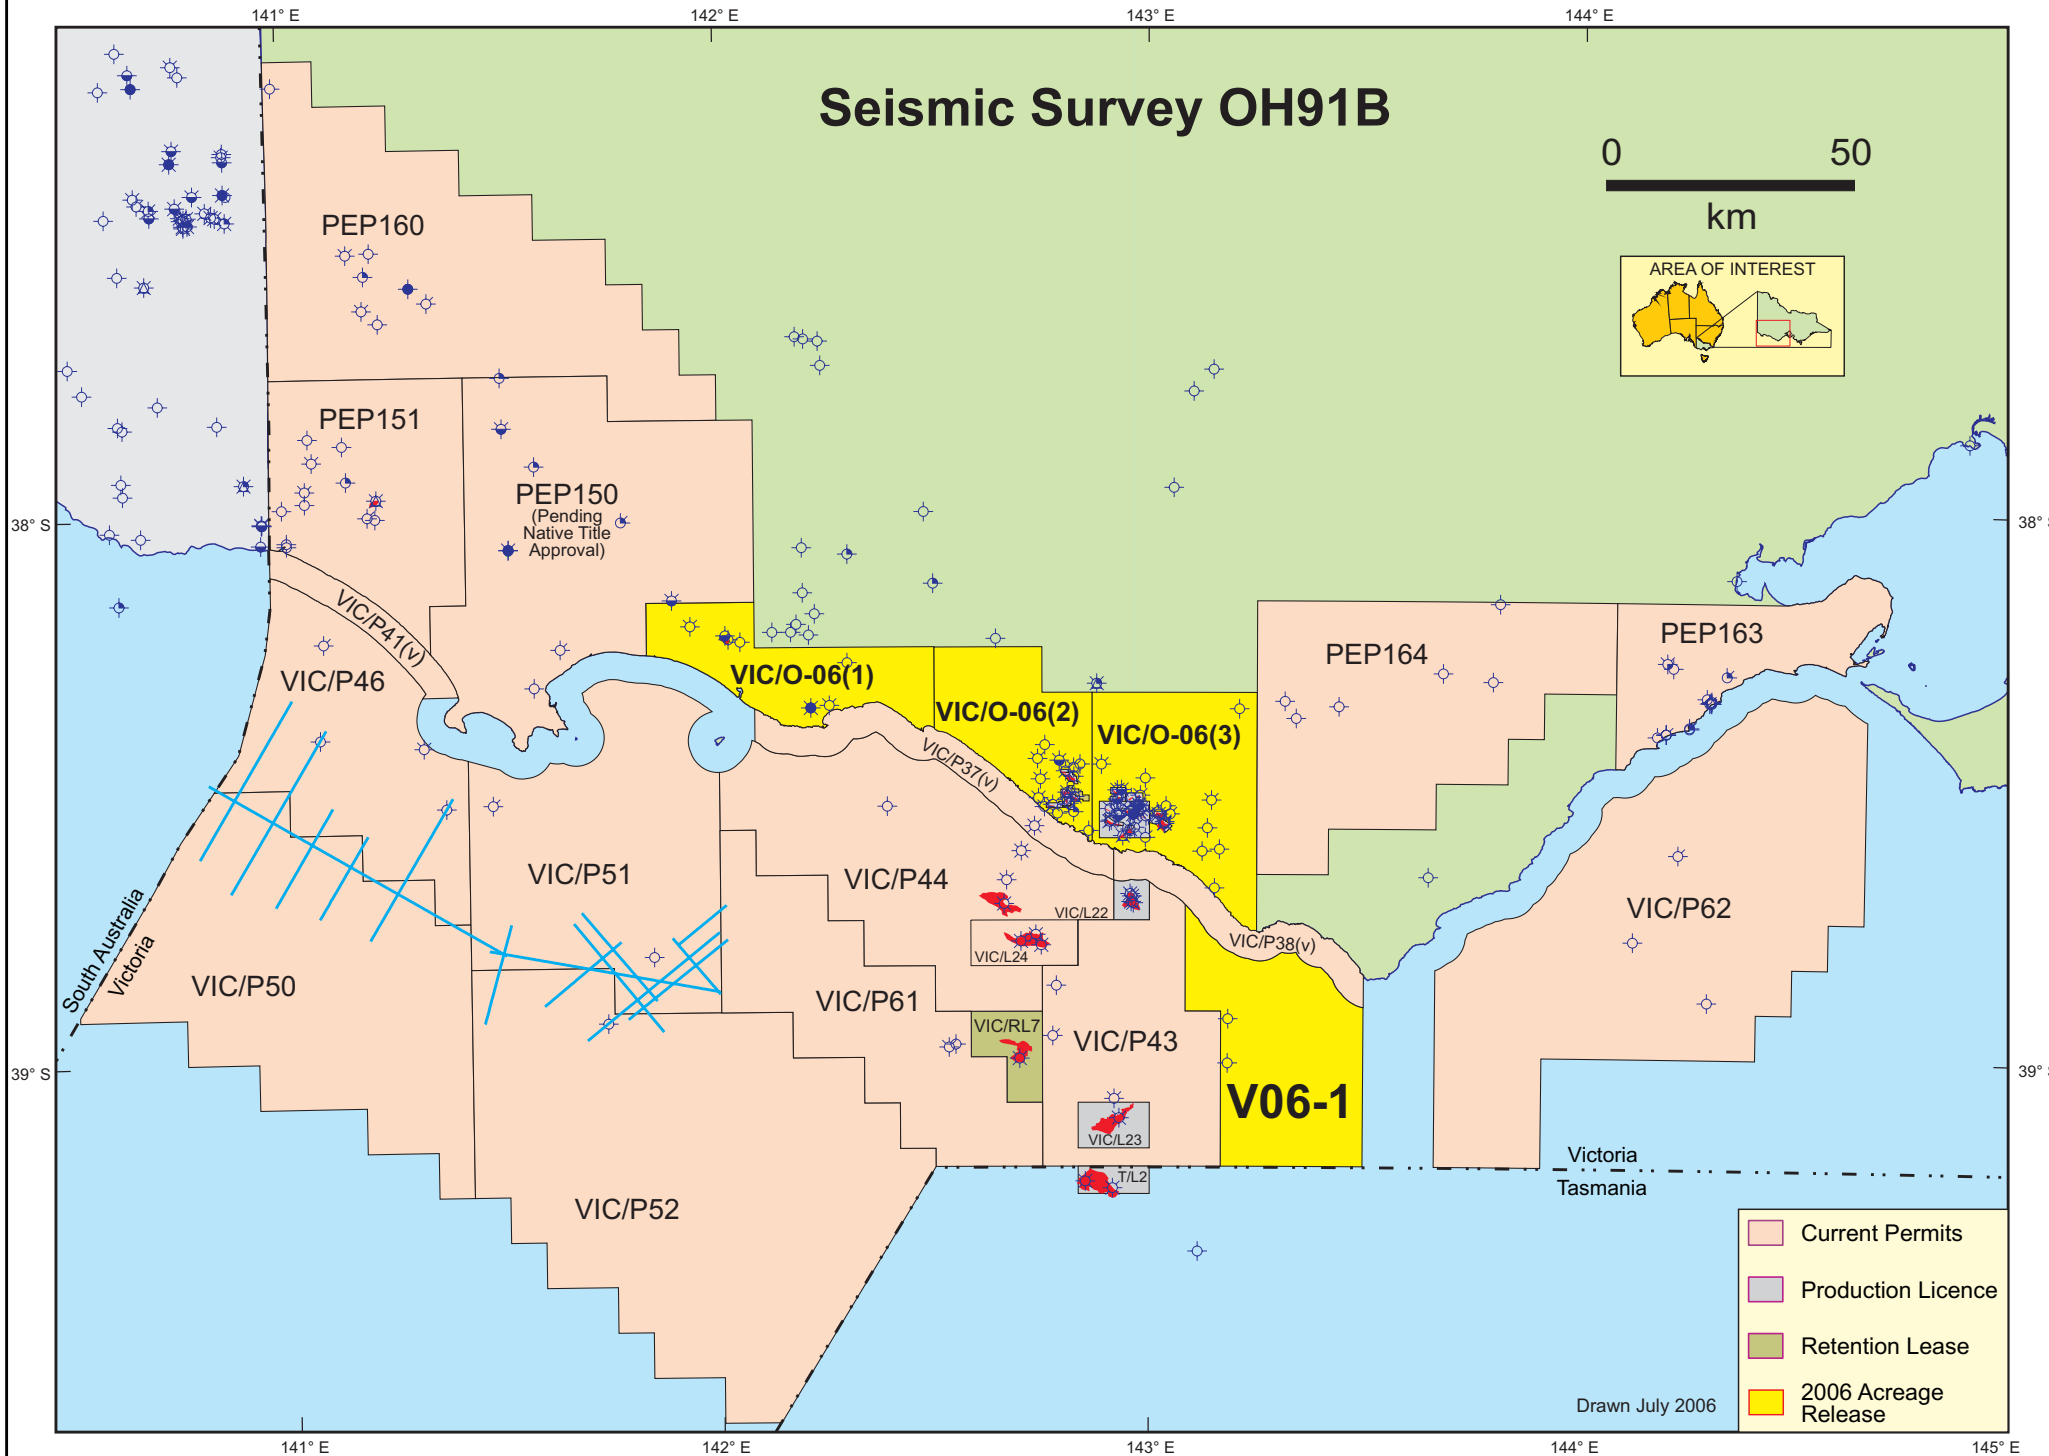 141° E
142° E
143° E
144° E
Seismic Survey OH91B
0
50
km
AREA OF INTEREST
PEP160
PEP151
PEP150
(Pending
Native Title
Approval)
38° S
38° S
VIC/P41(v)
VIC/P46
VIC/O-06(1)
VIC/O-06(2)
VIC/O-06(3)
PEP164
PEP163
VIC/P37(v)
VIC/P51
VIC/P44
VIC/L22
VIC/P62
VIC/P38(v)
VIC/L24
South Australia
Victoria
VIC/P50
VIC/P61
VIC/RL7
VIC/P43
39° S
39° S
V06-1
VIC/L23
T/L2
Victoria
Tasmania
VIC/P52
Current Permits
Production Licence
Retention Lease
2006 Acreage
Release
Drawn July 2006
141° E
142° E
143° E
144° E
145° E